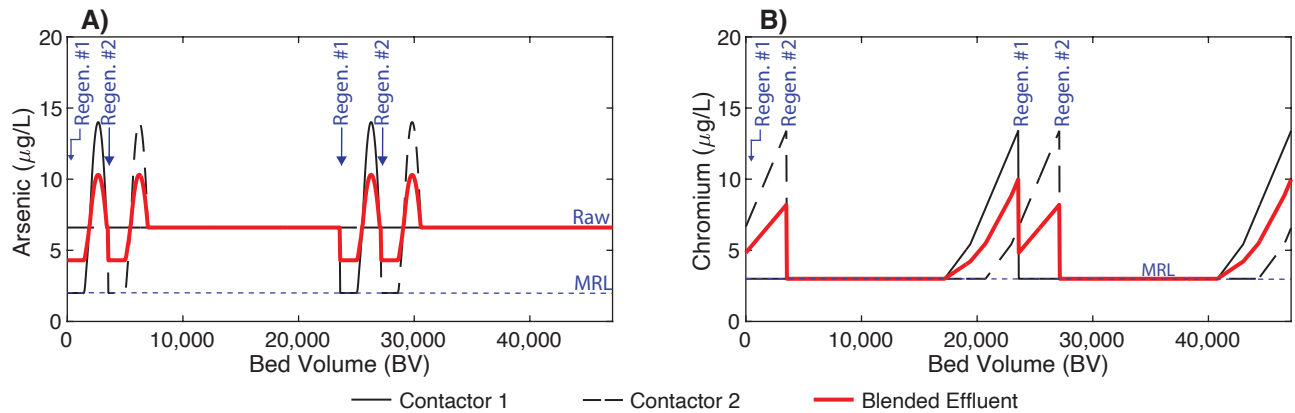 A)
Arsenic (μg/L)
20
15
10
5
0
Regen. #1
Regen. #2
Regen. #1
Regen. #2
Raw
MRL
0 10,000 20,000 30,000 40,000
Bed Volume (BV)
B)
Chromium (μg/L)
20
15
10
5
0
Regen. #1
Regen. #2
Regen. #1
Regen. #2
MRL
0 10,000 20,000 30,000 40,000
Bed Volume (BV)
Contactor 1 Contactor 2 Blended Effluent